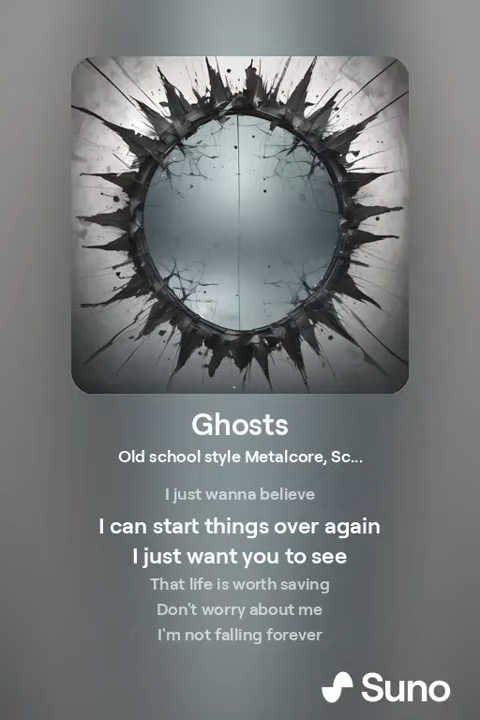 Ghosts
Old school style Metalcore, Sc...
I just wanna believe
I can start things over again
I just want you to see
That life is worth saving
Don't worry about me
I'm not falling forever
Suno